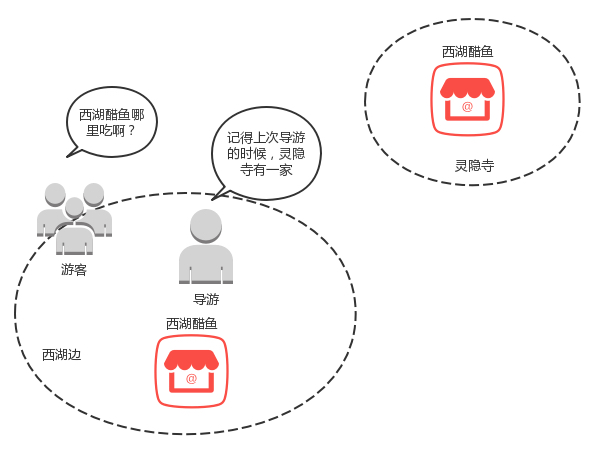 西湖醋鱼
@
灵隐寺
西湖醋鱼哪
里吃啊？
记得上次导游
的时候，灵隐
寺有一家
游客
导游
西湖醋鱼
西湖边
@